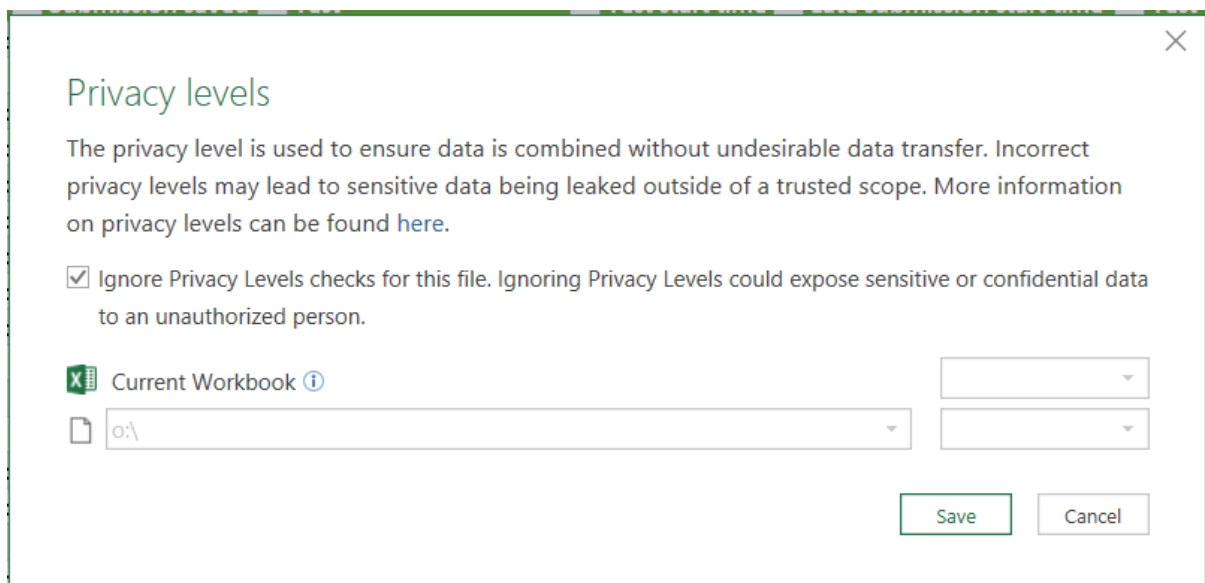 Privacy levels
The privacy level is used to ensure data is combined without undesirable data transfer. Incorrect
privacy levels may lead to sensitive data being leaked outside of a trusted scope. More information
on privacy levels can be found here.
Ignore Privacy Levels checks for this file. Ignoring Privacy Levels could expose sensitive or confidential data
to an unauthorized person.
Current Workbook
o:\
Save Cancel